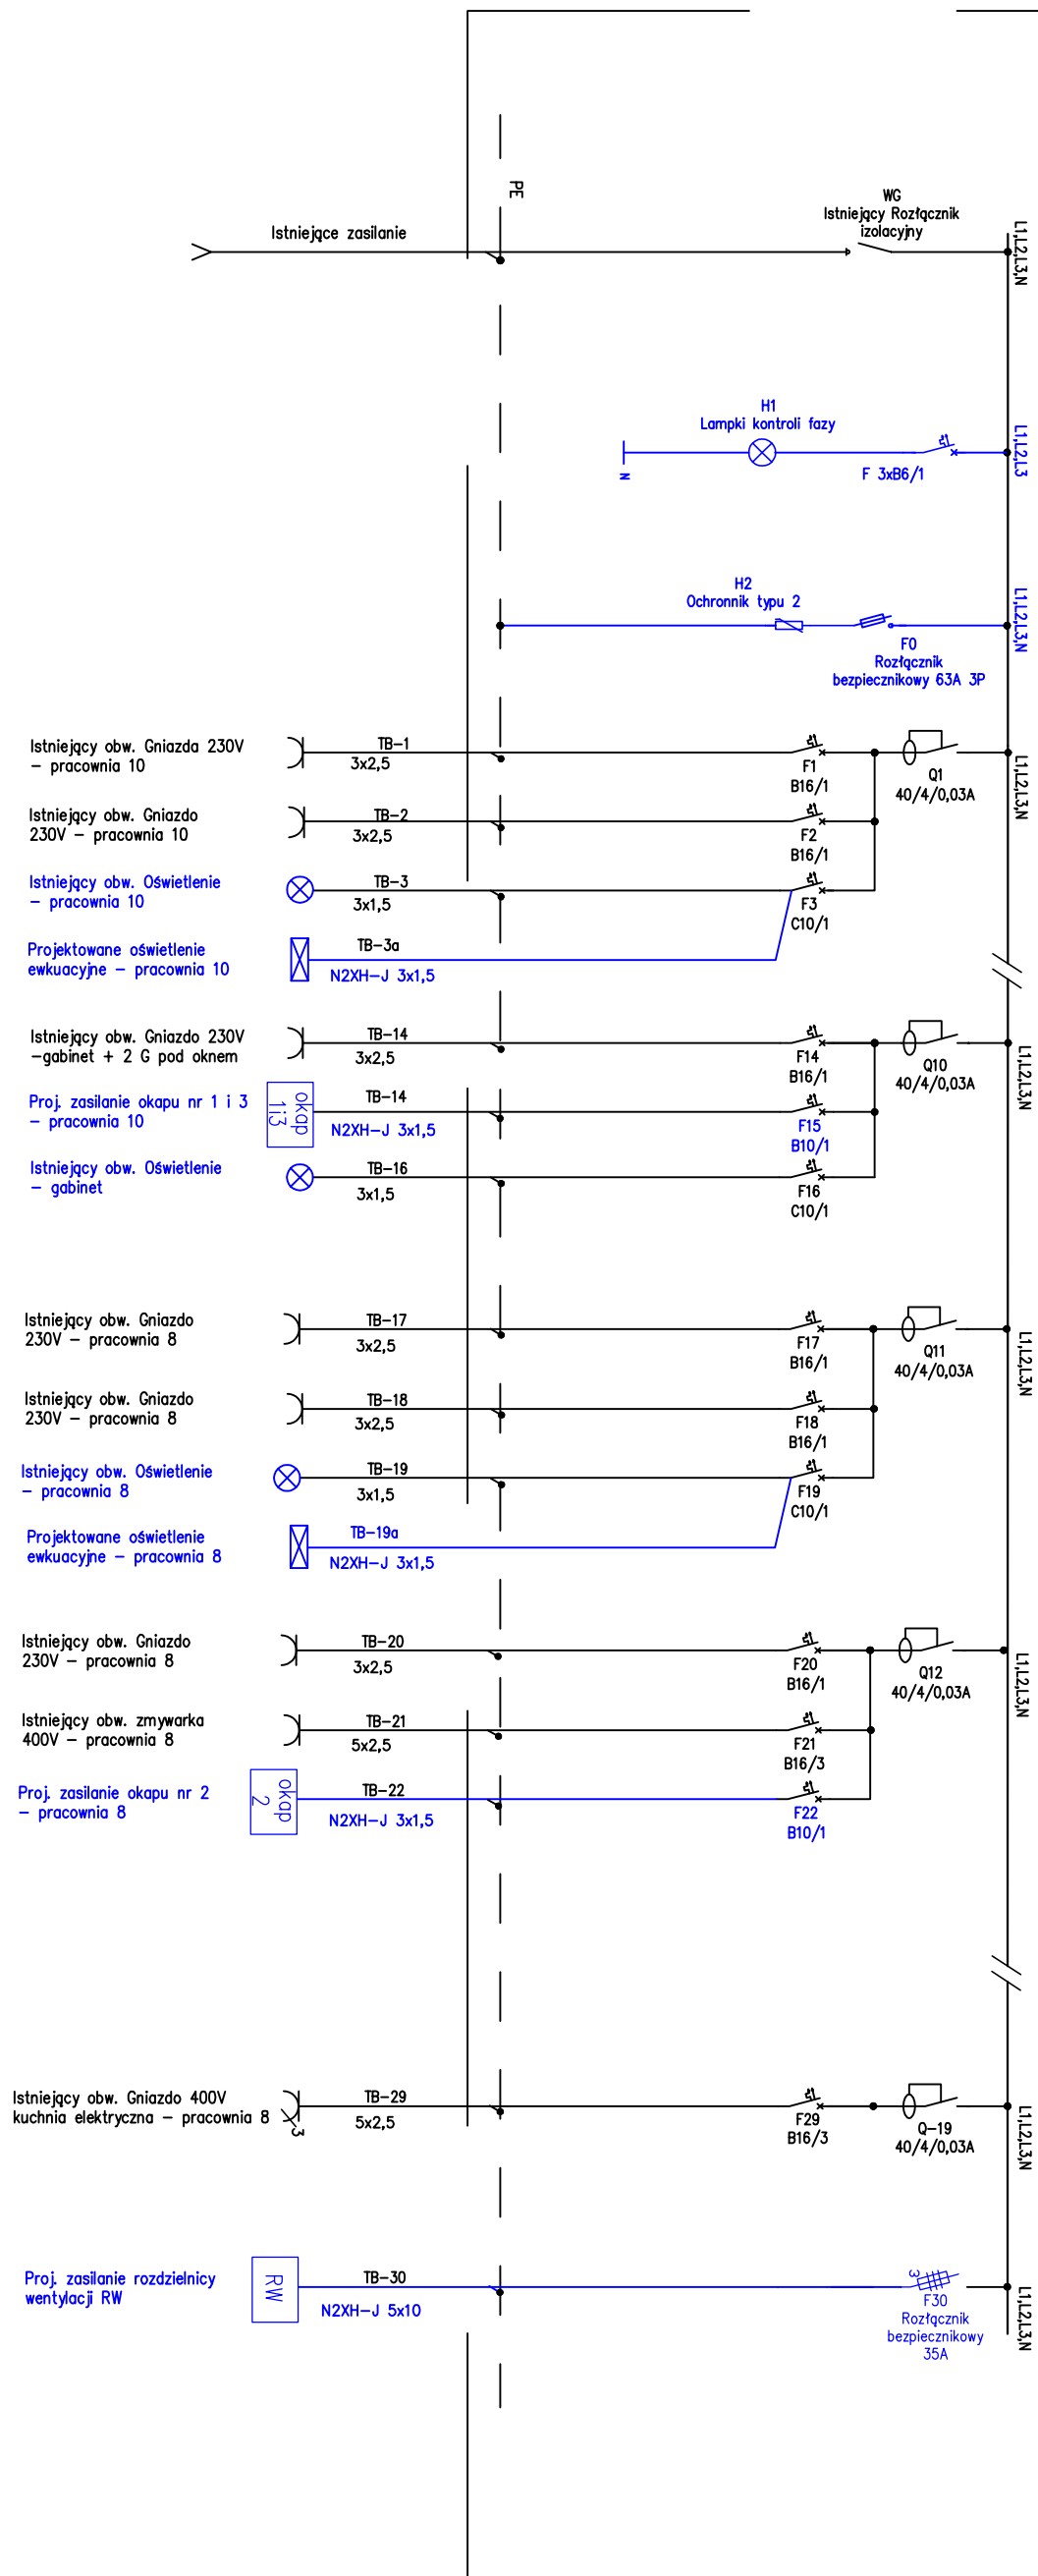 PE
WG
Istniejący Rozłącznik
izolacyjny
Istniejące zasilanie
L1,L2,L3,N
H1
Lampki kontroli fazy
L1,L2,L3
N
F 3xB6/1
H2
Ochronnik typu 2
L1,L2,L3,N
F0
Rozłącznik
bezpiecznikowy 63A 3P
Istniejący obw. Gniazda 230V
– pracownia 10
TB-1
3x2,5
F1
B16/1
Q1
40/4/0,03A
L1,L2,L3,N
Istniejący obw. Gniazdo
230V – pracownia 10
TB-2
3x2,5
F2
B16/1
Istniejący obw. Oświetlenie
– pracownia 10
TB-3
3x1,5
F3
C10/1
Projektowane oświetlenie
ewkuacyjne – pracownia 10
TB-3a
N2XH-J 3x1,5
Istniejący obw. Gniazdo 230V
-gabinet + 2 G pod oknem
TB-14
3x2,5
F14
B16/1
Q10
40/4/0,03A
L1,L2,L3,N
Proj. zasilanie okapu nr 1 i 3
– pracownia 10
okap
1i3
TB-14
N2XH-J 3x1,5
F15
B10/1
Istniejący obw. Oświetlenie
– gabinet
TB-16
3x1,5
F16
C10/1
Istniejący obw. Gniazdo
230V – pracownia 8
TB-17
3x2,5
F17
B16/1
Q11
40/4/0,03A
L1,L2,L3,N
Istniejący obw. Gniazdo
230V – pracownia 8
TB-18
3x2,5
F18
B16/1
Istniejący obw. Oświetlenie
– pracownia 8
TB-19
3x1,5
F19
C10/1
Projektowane oświetlenie
ewkuacyjne – pracownia 8
TB-19a
N2XH-J 3x1,5
Istniejący obw. Gniazdo
230V – pracownia 8
TB-20
3x2,5
F20
B16/1
Q12
40/4/0,03A
L1,L2,L3,N
Istniejący obw. zmywarka
400V – pracownia 8
TB-21
5x2,5
F21
B16/3
Proj. zasilanie okapu nr 2
– pracownia 8
okap
2
TB-22
N2XH-J 3x1,5
F22
B10/1
Istniejący obw. Gniazdo 400V
kuchnia elektryczna – pracownia 8
3
TB-29
5x2,5
F29
B16/3
Q-19
40/4/0,03A
L1,L2,L3,N
Proj. zasilanie rozdzielnicy
wentylacji RW
RW
TB-30
N2XH-J 5x10
3
F30
Rozłącznik
bezpiecznikowy
35A
L1,L2,L3,N